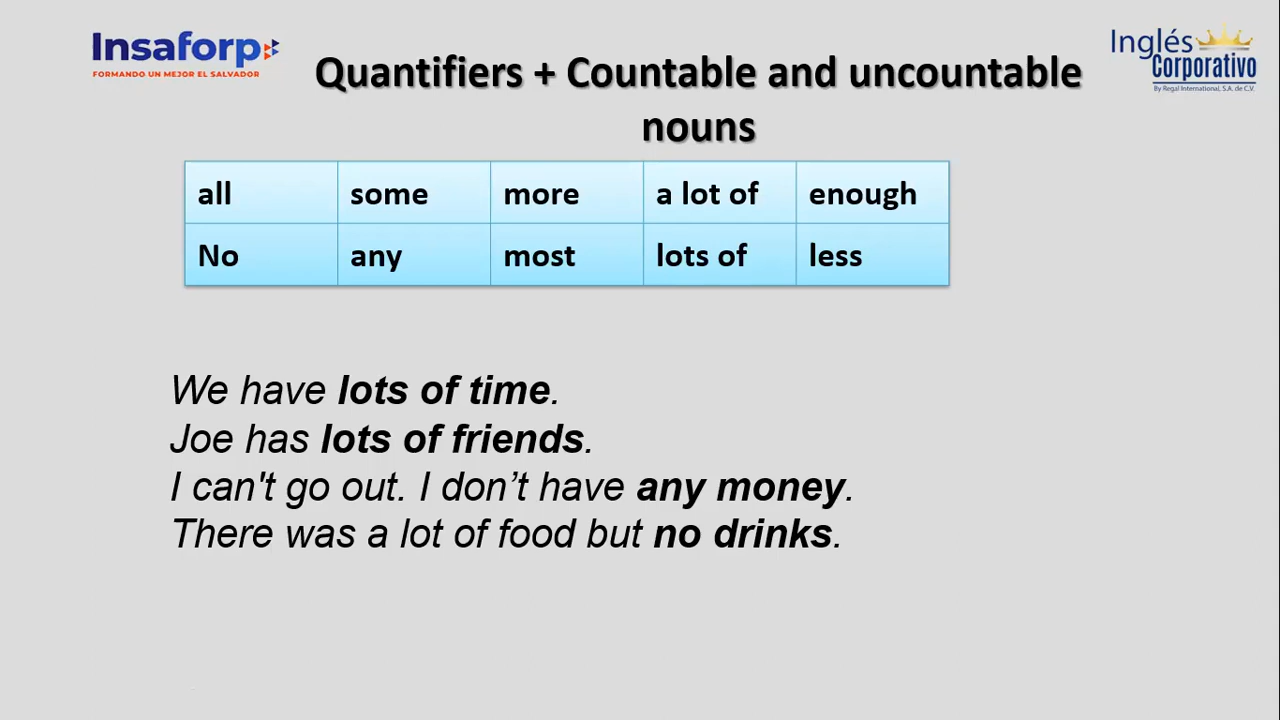 Insaforp
FORMANDO UN MEJOR EL SALVADOR
Inglés
Corporativo
By Regal International, S.A. de C.V.
Quantifiers + Countable and uncountable
nouns
all some more a lot of enough
No any most lots of less
We have lots of time.
Joe has lots of friends.
I can't go out. I don’t have any money.
There was a lot of food but no drinks.